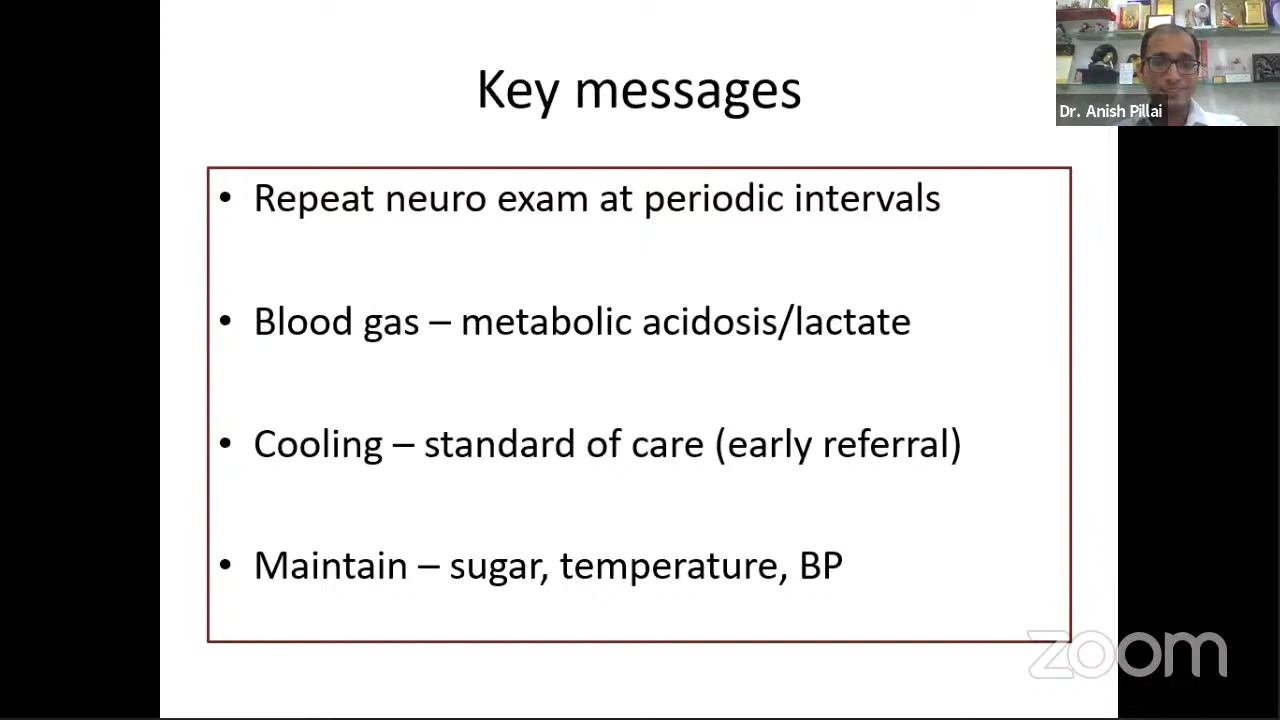 Key messages
Dr. Anish Pillai
• Repeat neuro exam at periodic intervals
• Blood gas – metabolic acidosis/lactate
• Cooling – standard of care (early referral)
• Maintain – sugar, temperature, BP
zoom